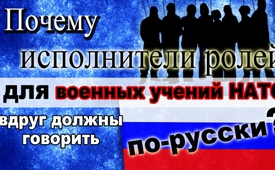 Почему
исполнители ролей
для военных учений НАТО
вдруг должны
говорить
по-русски?